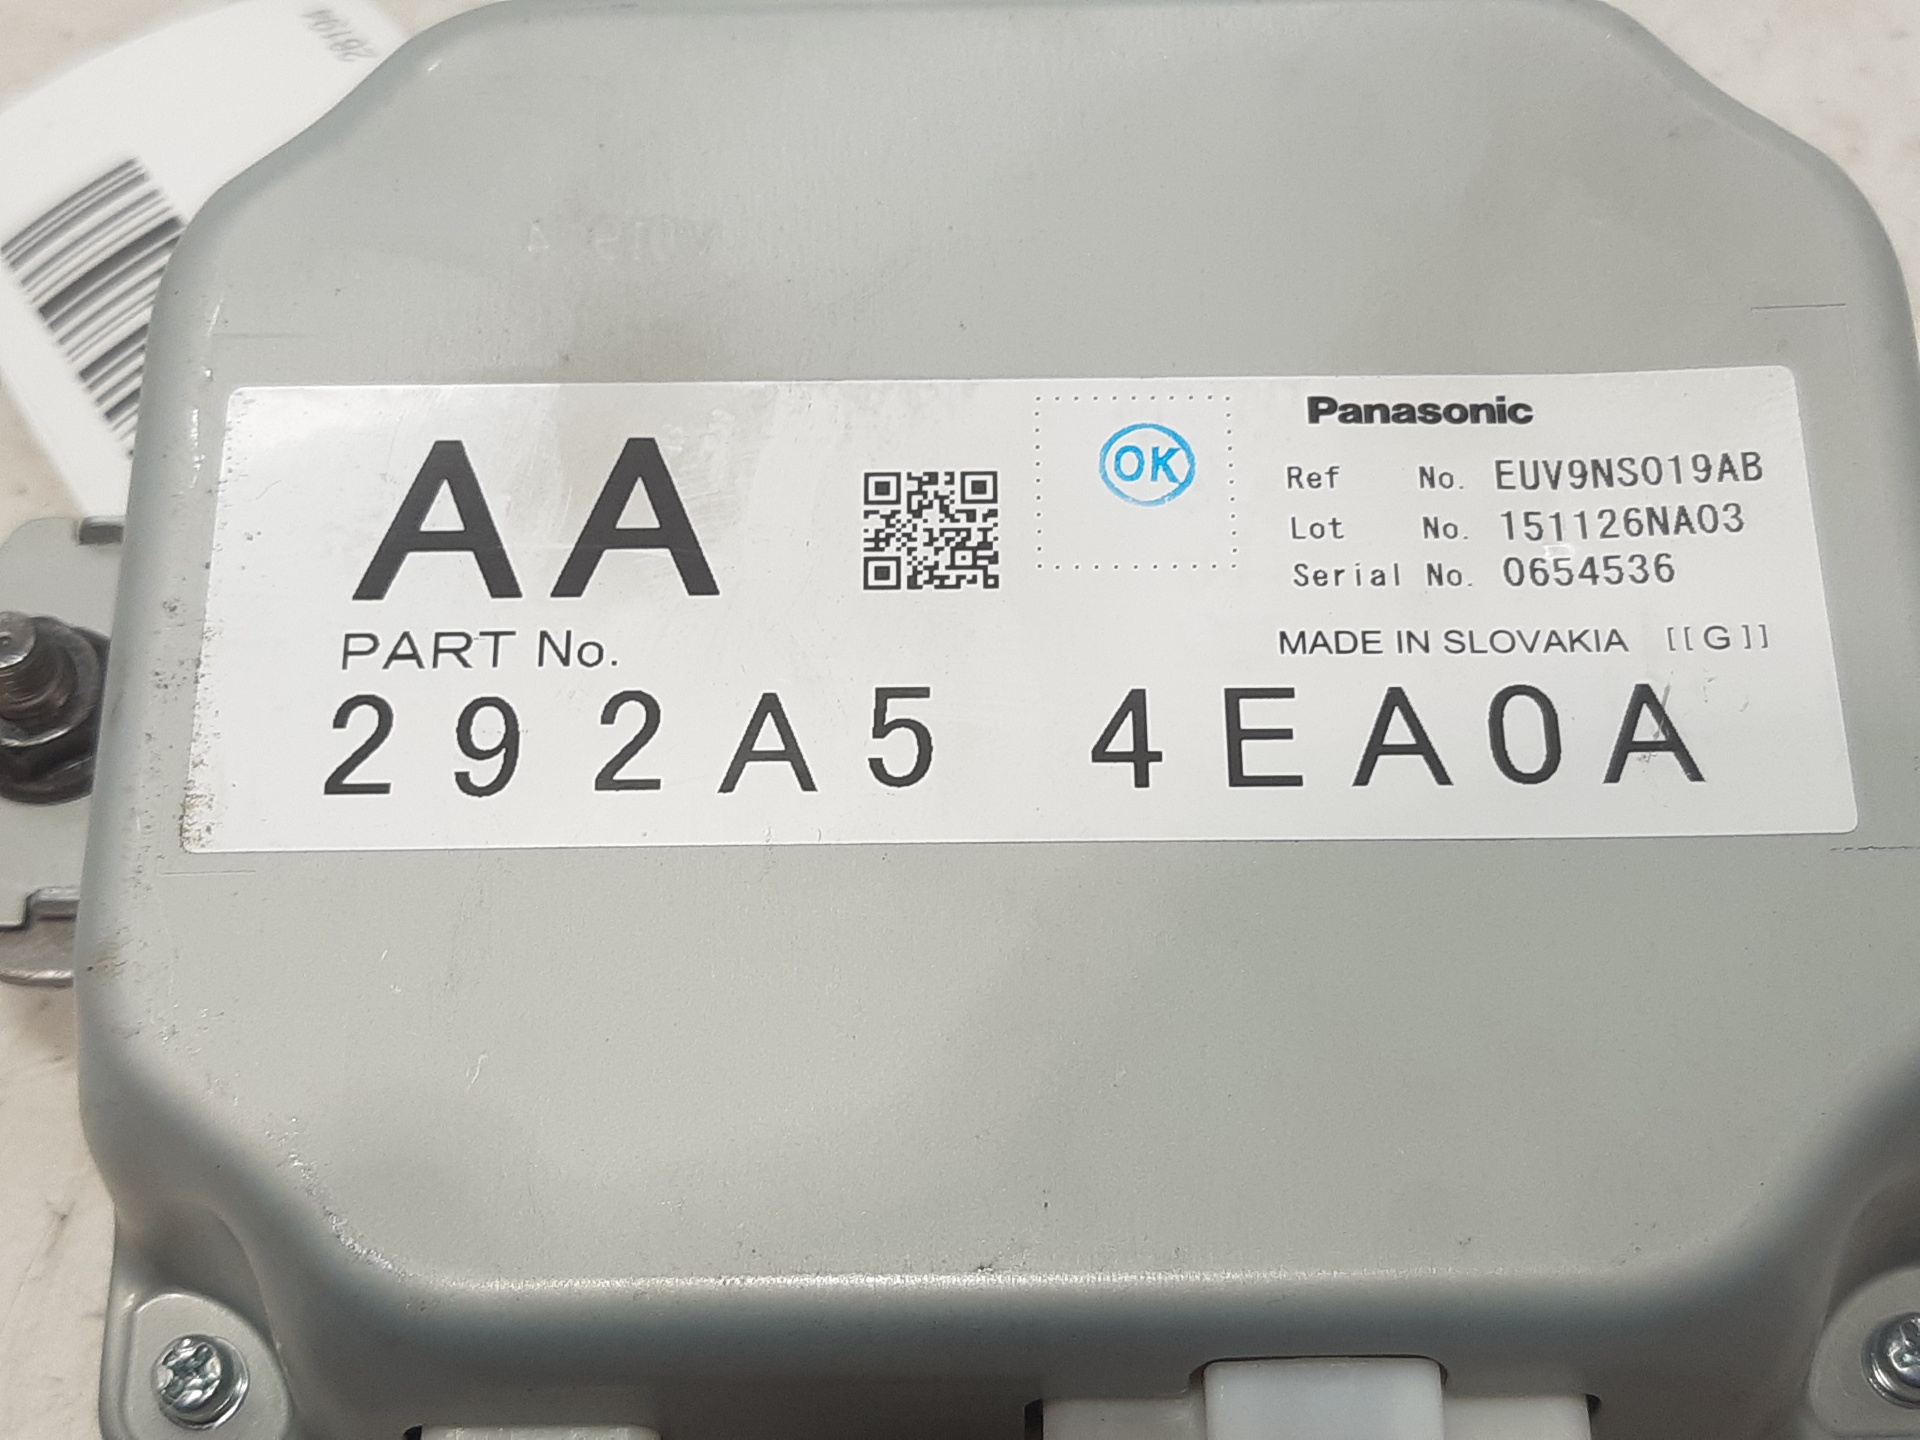 AA
OK
Panasonic
Ref No. EUV9NS019AB
Lot No. 151126NA03
Serial No. 0654536
PART No.
MADE IN SLOVAKIA [[G]]
292A5 4EA0A